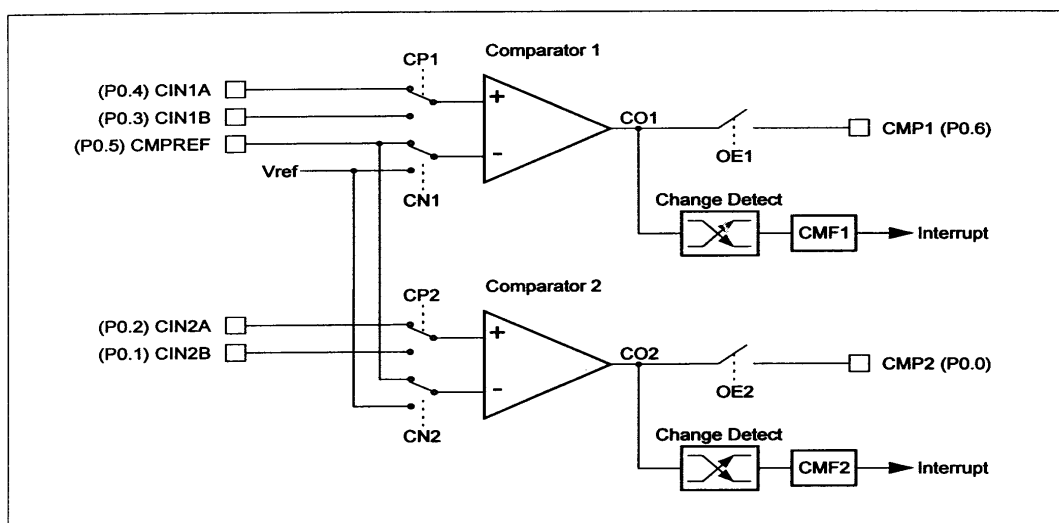 Comparator 1
CP1
(P0.4) CIN1A
+
CO1
CMP1 (P0.6)
(P0.3) CIN1B
(P0.5) CMPREF
-
OE1
Vref
CN1
Change Detect
CMF1
Interrupt
Comparator 2
CP2
(P0.2) CIN2A
+
CO2
CMP2 (P0.0)
(P0.1) CIN2B
-
OE2
CN2
Change Detect
CMF2
Interrupt